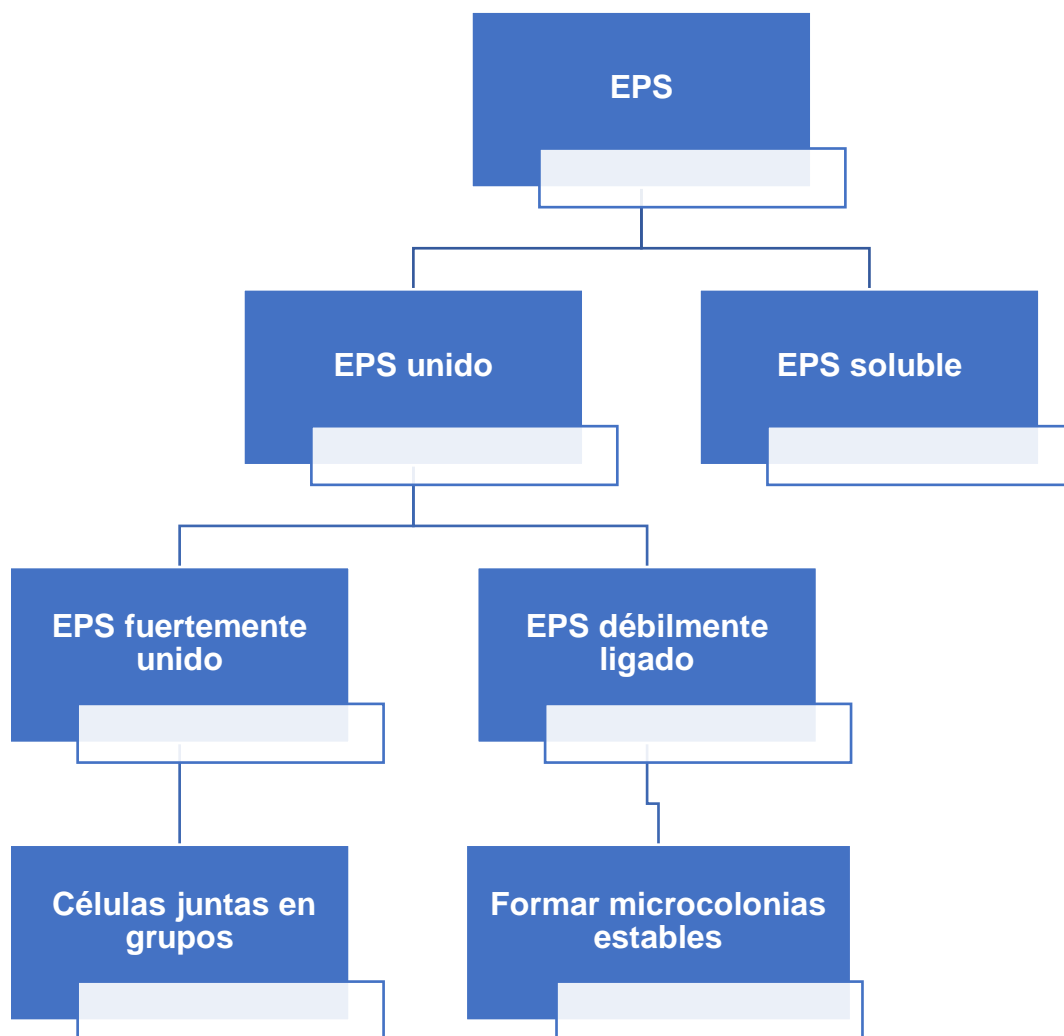 EPS
EPS unido
EPS soluble
EPS fuertemente
unido
EPS débilmente
ligado
Células juntas en
grupos
Formar microcolonias
estables